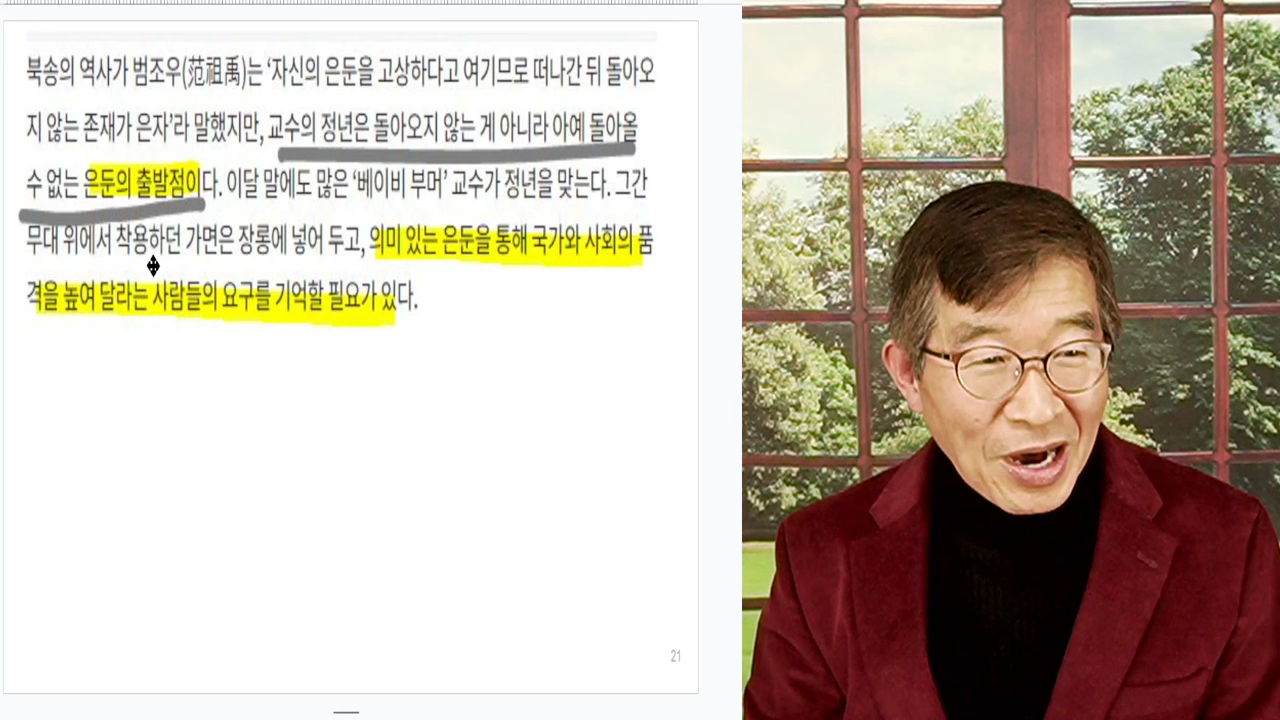 북송의 역사가 범조우(范祖禹)는 ‘자신의 은둔을 고상하다고 여기므로 떠나간 뒤 돌아오
지 않는 존재가 은자’라 말했지만, 교수의 정년은 돌아오지 않는 게 아니라 아예 돌아올
수 없는 은둔의 출발점이다. 이달 말에도 많은 ‘베이비 부머’ 교수가 정년을 맞는다. 그간
무대 위에서 착용하던 가면은 장롱에 넣어 두고, 의미 있는 은둔을 통해 국가와 사회의 품
격을 높여 달라는 사람들의 요구를 기억할 필요가 있다.
21